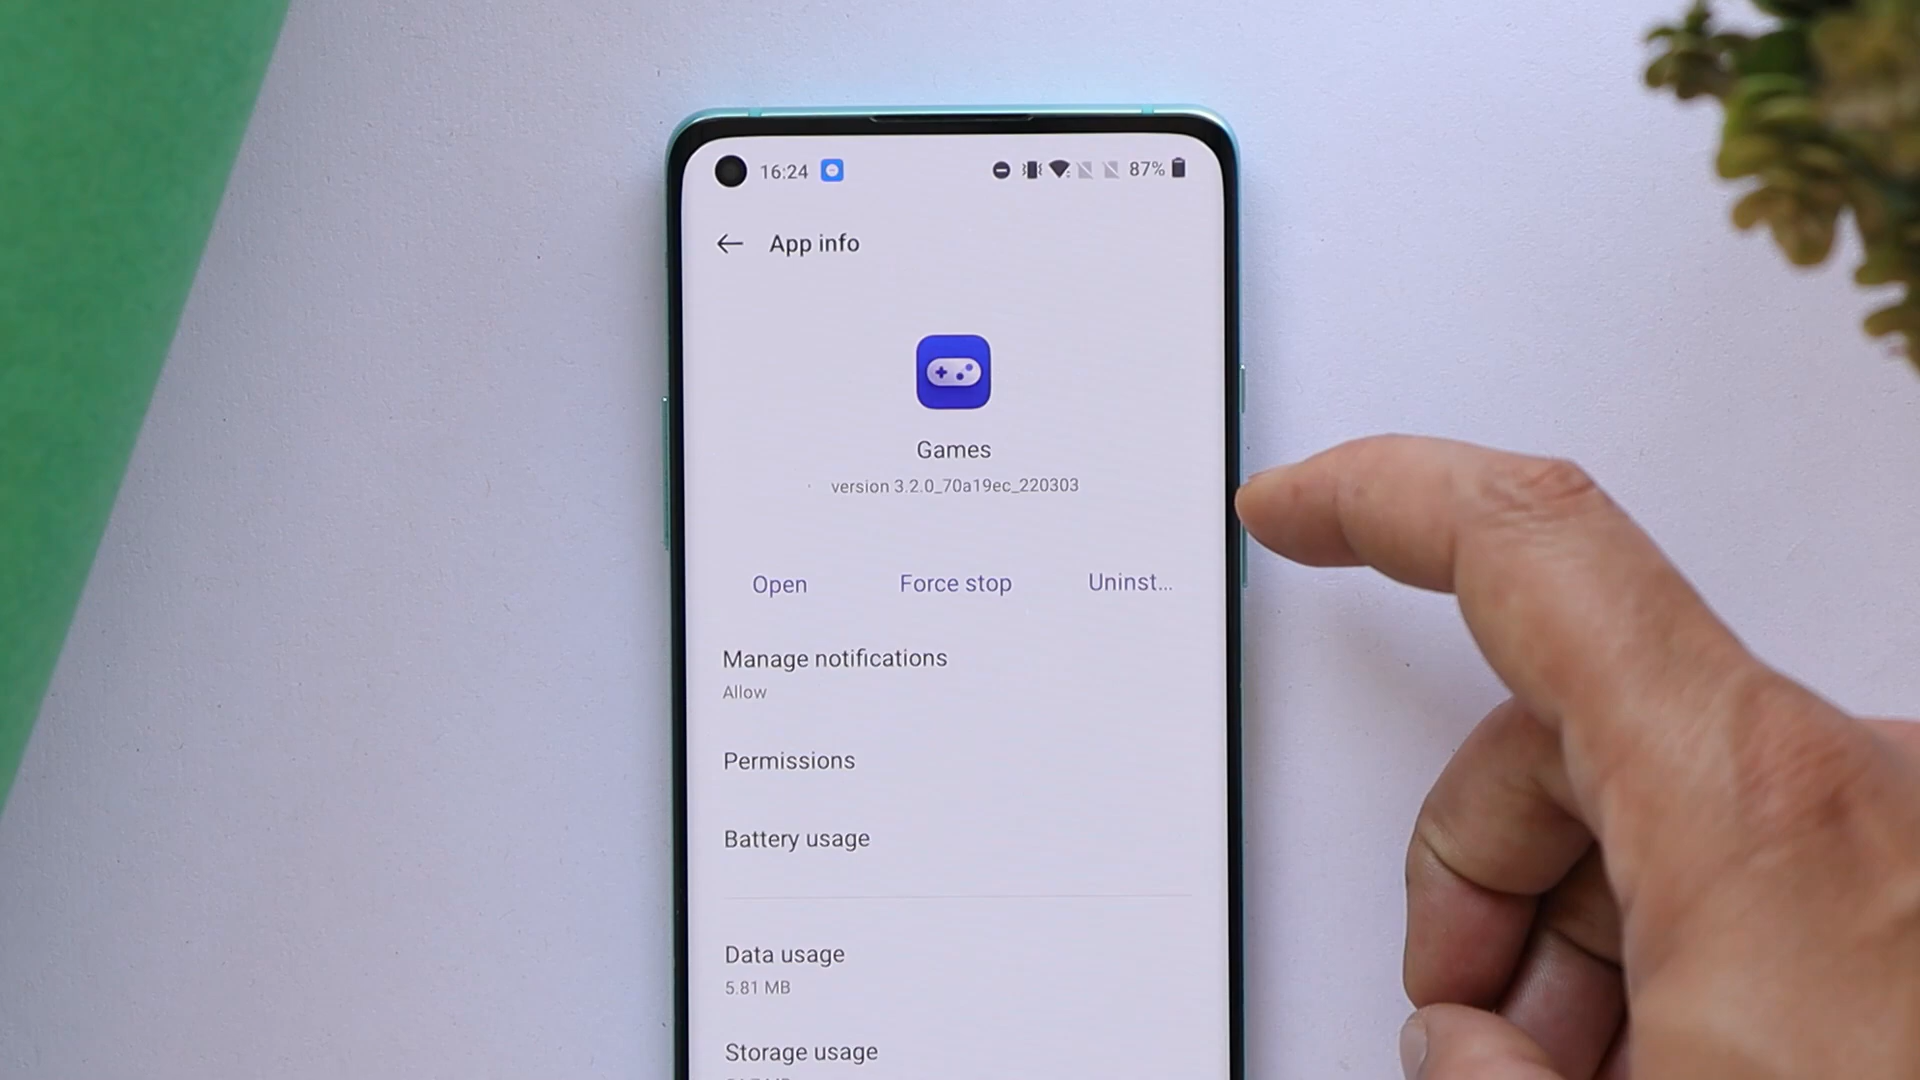 16:24 87%
App info
Games
version 3.2.0_70a19ec_220303
Open Force stop Uninst...
Manage notifications
Allow
Permissions
Battery usage
Data usage
5.81 MB
Storage usage